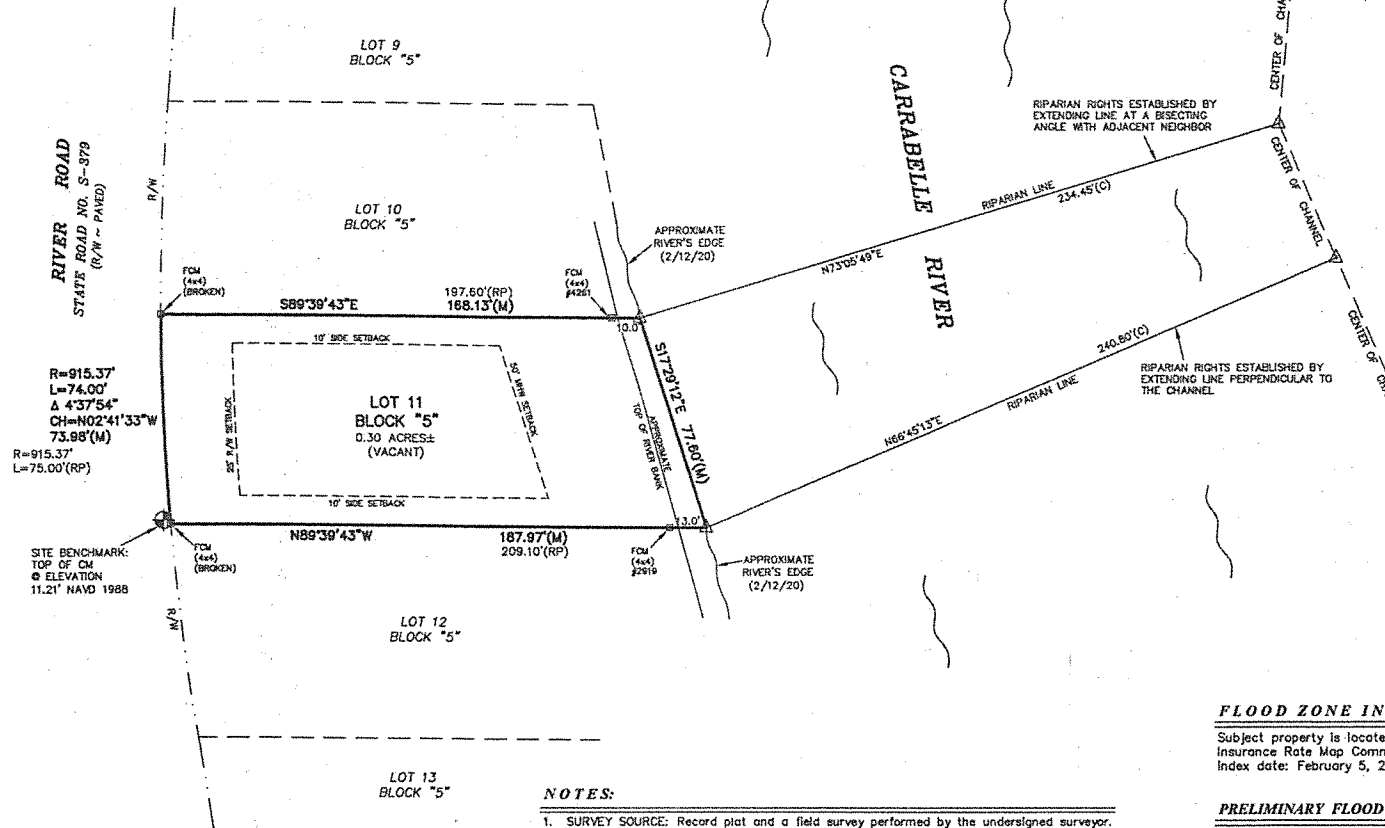 LOT 9
BLOCK "5"
CENTER OF CHA
CARRABELLE RIVER
RIPARIAN RIGHTS ESTABLISHED BY
EXTENDING LINE AT A BISECTING
ANGLE WITH ADJACENT NEIGHBOR
RIVER ROAD
STATE ROAD NO. S-379
(R/W ~ PAVED)
R/W
LOT 10
BLOCK "5"
APPROXIMATE
RIVER'S EDGE
(2/12/20)
RIPARIAN LINE
234.45'(C)
N73°05'49"E
CENTER OF CHANNEL
FCM
(4x4)
(BROKEN)
S89°39'43"E
197.60'(RP)
168.13'(M)
FCM
(4x4)
#4261
10.0'
10' SIDE SETBACK
25' R/W SETBACK
50' MHW SETBACK
S17°29'12"E 77.60'(M)
APPROXIMATE
TOP OF RIVER BANK
R=915.37'
L=74.00'
Δ 4°37'54"
CH=N02°41'33"W
73.98'(M)
R=915.37'
L=75.00'(RP)
LOT 11
BLOCK "5"
0.30 ACRES±
(VACANT)
10' SIDE SETBACK
240.80'(C)
RIPARIAN LINE
N66°45'13"E
RIPARIAN RIGHTS ESTABLISHED BY
EXTENDING LINE PERPENDICULAR TO
THE CHANNEL
CENTER OF
N89°39'43"W
187.97'(M)
209.10'(RP)
13.0'
FCM
(4x4)
#2919
SITE BENCHMARK:
TOP OF CM
@ ELEVATION
11.21' NAVD 1988
FCM
(4x4)
(BROKEN)
APPROXIMATE
RIVER'S EDGE
(2/12/20)
R/W
LOT 12
BLOCK "5"
LOT 13
BLOCK "5"
FLOOD ZONE IN
Subject property is locate
Insurance Rate Map Comm
Index date: February 5, 2
PRELIMINARY FLOOD
NOTES:
1. SURVEY SOURCE: Record plat and a field survey performed by the undersigned surveyor.